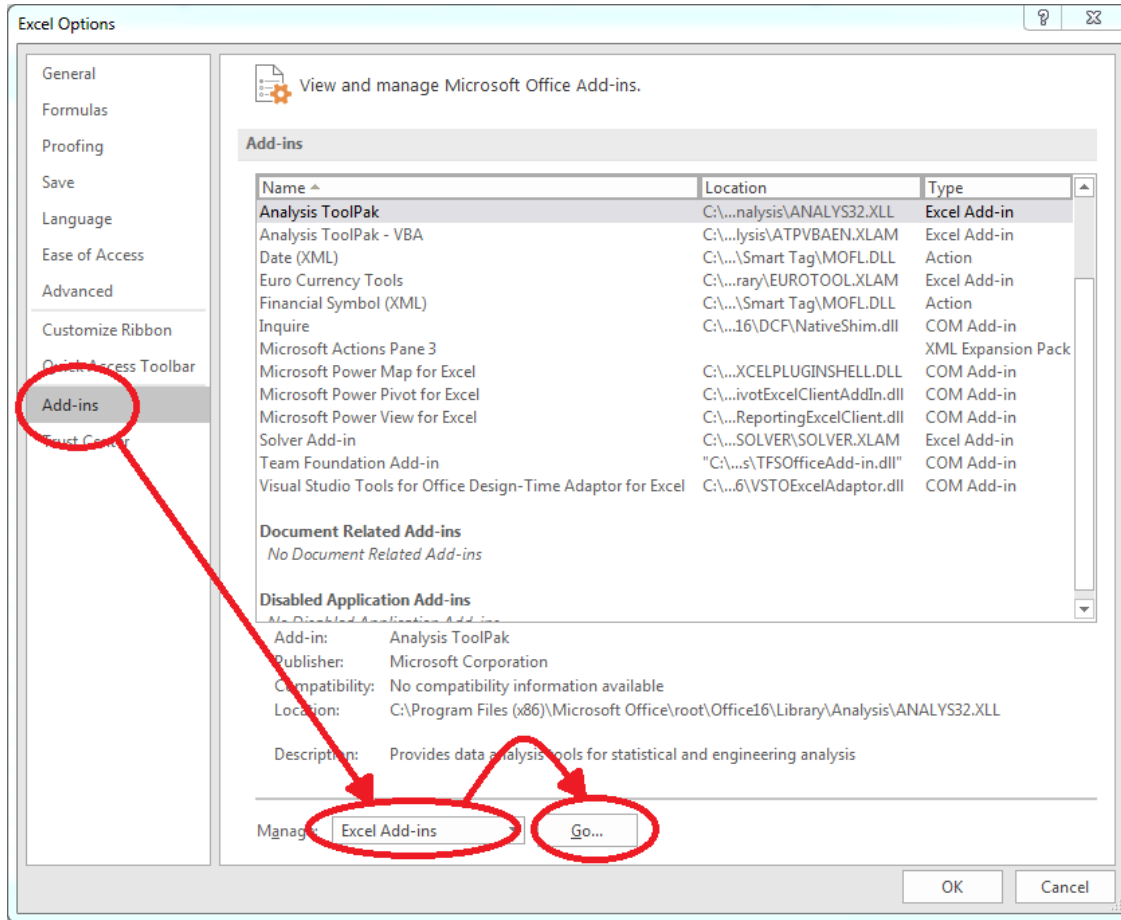 Excel Options
General
Formulas
Proofing
Save
Language
Ease of Access
Advanced
Customize Ribbon
Quick Access Toolbar
Add-ins
Trust Center
View and manage Microsoft Office Add-ins.
Add-ins
Name Location Type
Analysis ToolPak C:\...nalysis\ANALYS32.XLL Excel Add-in
Analysis ToolPak - VBA C:\...lysis\ATPVBAEN.XLAM Excel Add-in
Date (XML) C:\...\Smart Tag\MOFL.DLL Action
Euro Currency Tools C:\...rary\EUROTOOL.XLAM Excel Add-in
Financial Symbol (XML) C:\...\Smart Tag\MOFL.DLL Action
Inquire C:\...16\DCF\NativeShim.dll COM Add-in
Microsoft Actions Pane 3 XML Expansion Pack
Microsoft Power Map for Excel C:\...XCELPLUGINSHELL.DLL COM Add-in
Microsoft Power Pivot for Excel C:\...ivotExcelClientAddIn.dll COM Add-in
Microsoft Power View for Excel C:\...ReportingExcelClient.dll COM Add-in
Solver Add-in C:\...SOLVER\SOLVER.XLAM Excel Add-in
Team Foundation Add-in "C:\...s\TFSOfficeAdd-in.dll" COM Add-in
Visual Studio Tools for Office Design-Time Adaptor for Excel C:\...6\VSTOExcelAdaptor.dll COM Add-in
Document Related Add-ins
No Document Related Add-ins
Disabled Application Add-ins
No Disabled Application Add-ins
Add-in: Analysis ToolPak
Publisher: Microsoft Corporation
Compatibility: No compatibility information available
Location: C:\Program Files (x86)\Microsoft Office\root\Office16\Library\Analysis\ANALYS32.XLL
Description: Provides data analysis tools for statistical and engineering analysis
Manage: Excel Add-ins Go...
OK Cancel